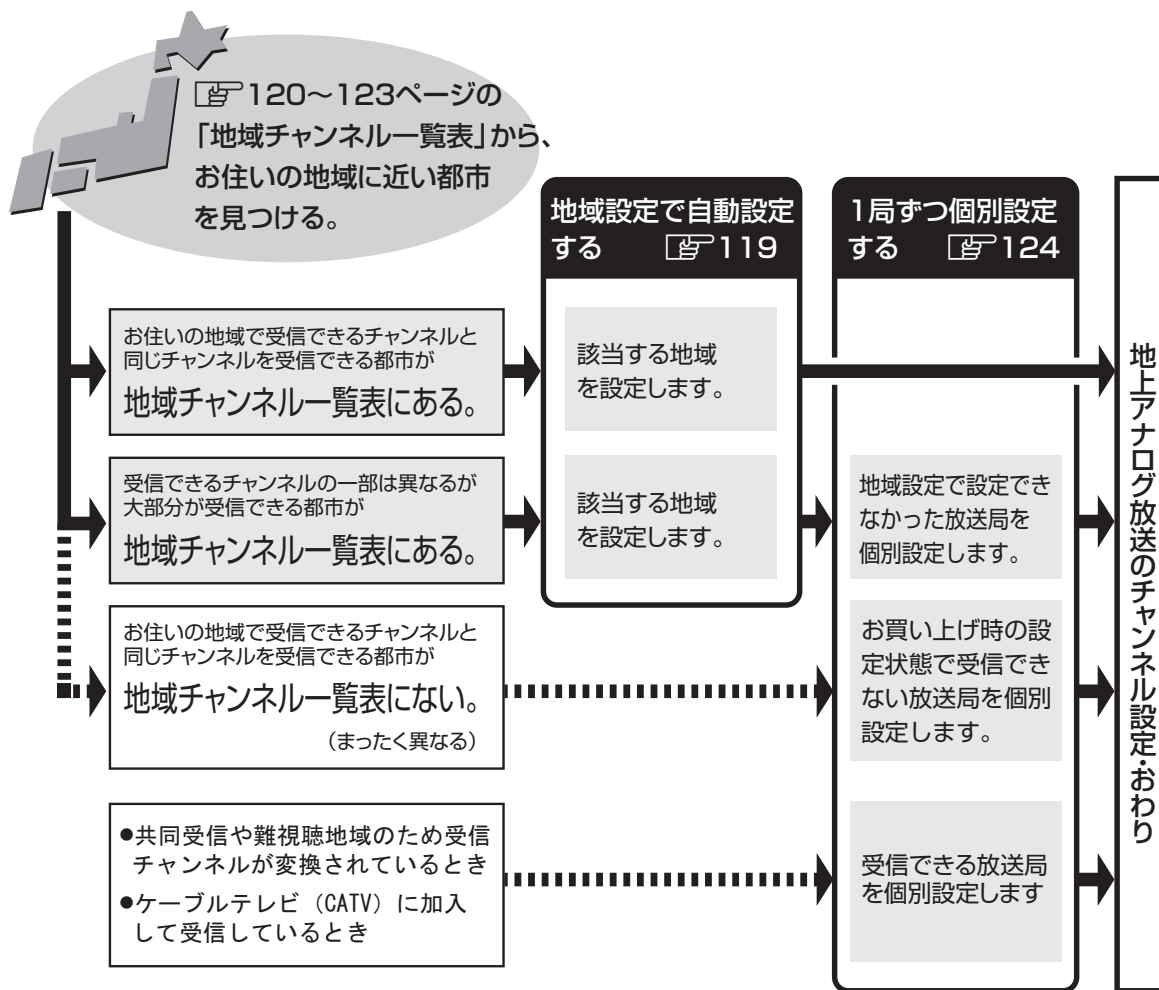 ☞120〜123ページの
「地域チャンネル一覧表」から、
お住いの地域に近い都市
を見つける。
地域設定で自動設定
する ☞119
1局ずつ個別設定
する ☞124
お住いの地域で受信できるチャンネルと
同じチャンネルを受信できる都市が
地域チャンネル一覧表にある。
該当する地域
を設定します。
受信できるチャンネルの一部は異なるが
大部分が受信できる都市が
地域チャンネル一覧表にある。
該当する地域
を設定します。
地域設定で設定でき
なかった放送局を
個別設定します。
お住いの地域で受信できるチャンネルと
同じチャンネルを受信できる都市が
地域チャンネル一覧表にない。
（まったく異なる）
お買い上げ時の設
定状態で受信でき
ない放送局を個別
設定します。
●共同受信や難視聴地域のため受信
チャンネルが変換されているとき
●ケーブルテレビ（CATV）に加入
して受信しているとき
受信できる放送局
を個別設定します
地上アナログ放送のチャンネル設定・おわり